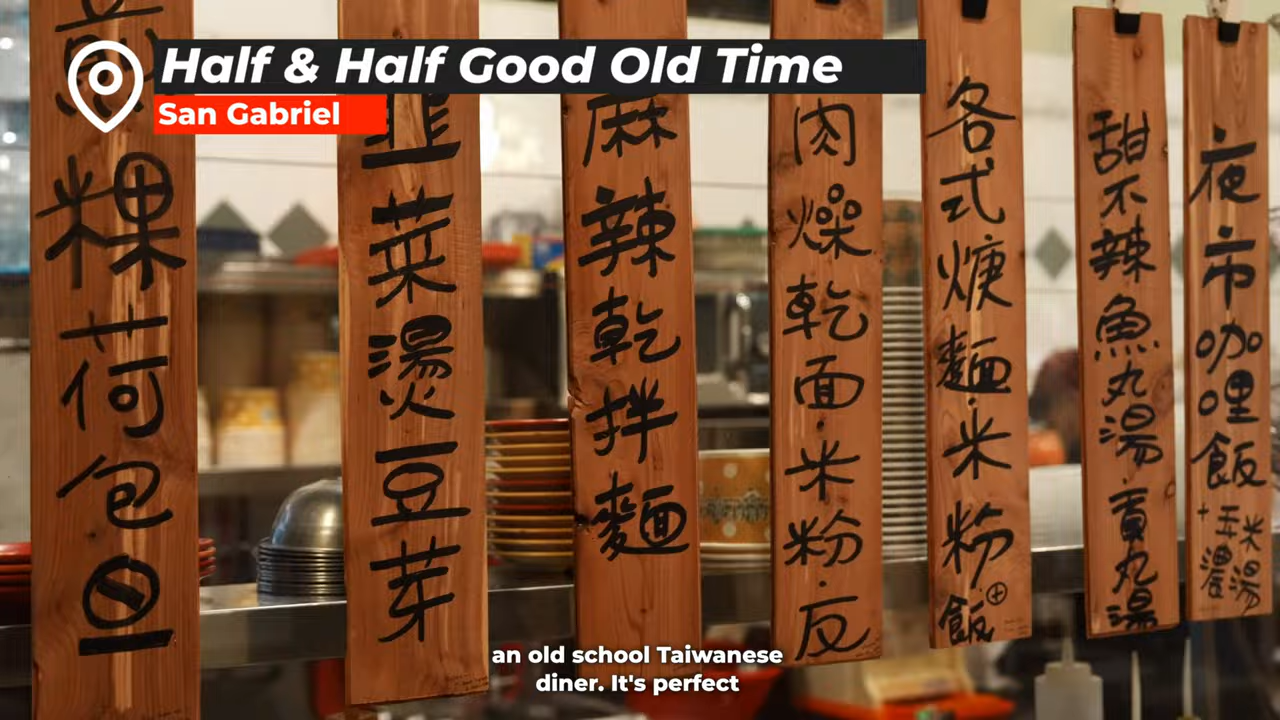 Half & Half Good Old Time
San Gabriel
粿荷包旦
韭菜燙豆芽
麻辣乾拌麵
肉燥乾面·米粉·反
各式焿麵·米粉⊕飯
甜不辣魚丸湯 貢丸湯
夜市咖哩飯
+玉米濃湯
an old school Taiwanese
diner. It's perfect